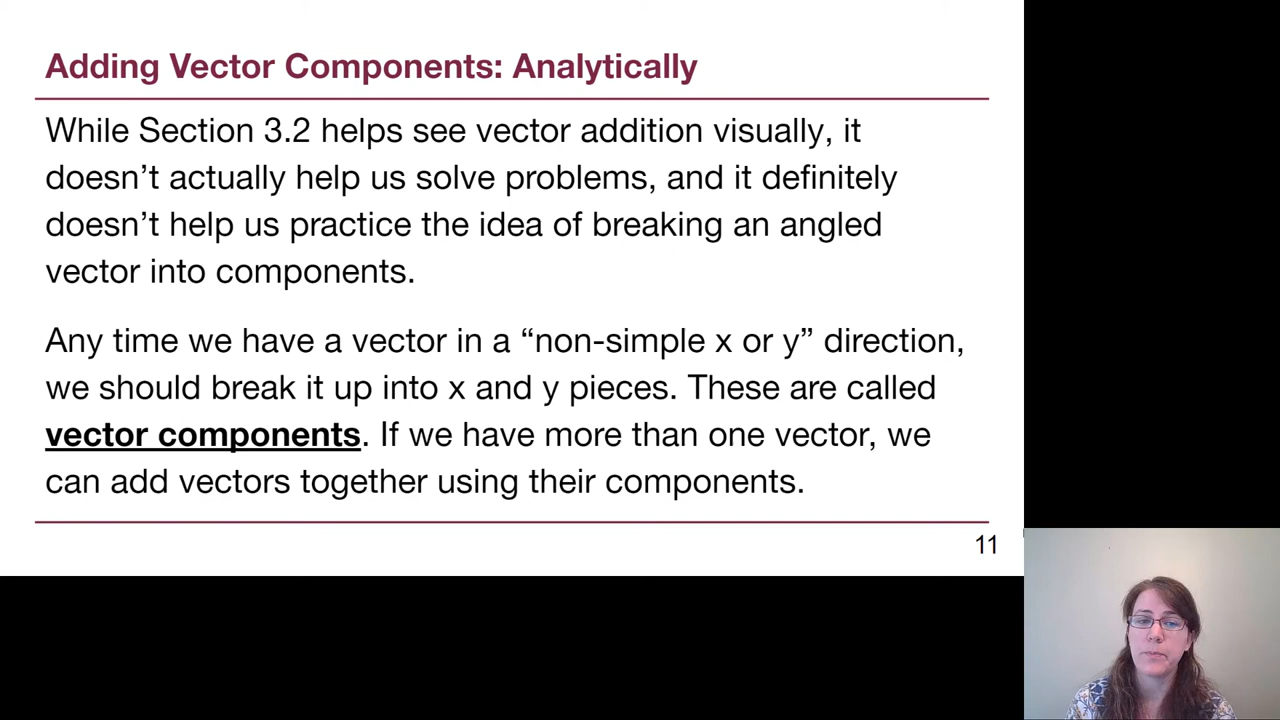 Adding Vector Components: Analytically
While Section 3.2 helps see vector addition visually, it
doesn’t actually help us solve problems, and it definitely
doesn’t help us practice the idea of breaking an angled
vector into components.
Any time we have a vector in a “non-simple x or y” direction,
we should break it up into x and y pieces. These are called
vector components. If we have more than one vector, we
can add vectors together using their components.
11